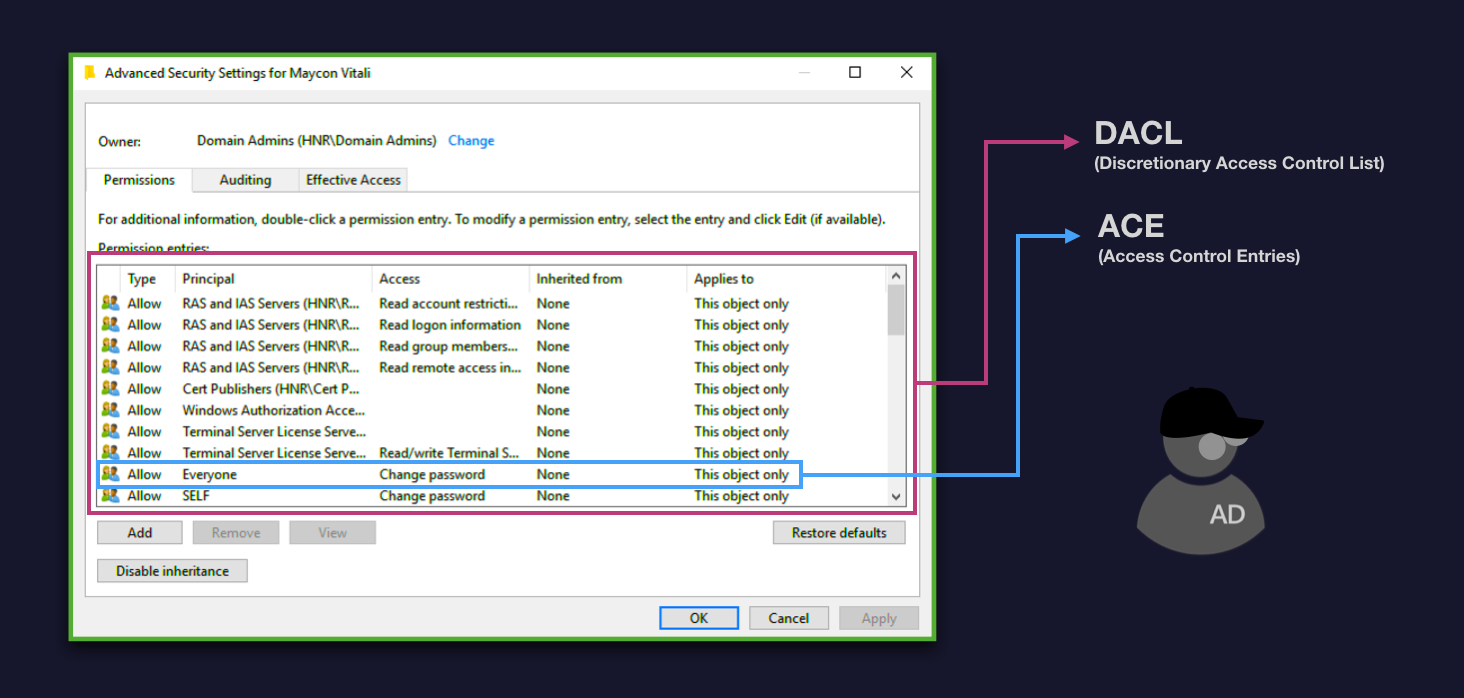 Advanced Security Settings for Maycon Vitali
Owner: Domain Admins (HNR\Domain Admins) Change
Permissions Auditing Effective Access
For additional information, double-click a permission entry. To modify a permission entry, select the entry and click Edit (if available).
Permission entries:
Type Principal Access Inherited from Applies to
Allow RAS and IAS Servers (HNR\R... Read account restricti... None This object only
Allow RAS and IAS Servers (HNR\R... Read logon information None This object only
Allow RAS and IAS Servers (HNR\R... Read group members... None This object only
Allow RAS and IAS Servers (HNR\R... Read remote access in... None This object only
Allow Cert Publishers (HNR\Cert P... None This object only
Allow Windows Authorization Acce... None This object only
Allow Terminal Server License Serve... None This object only
Allow Terminal Server License Serve... Read/write Terminal S... None This object only
Allow Everyone Change password None This object only
Allow SELF Change password None This object only
Add Remove View Restore defaults
Disable inheritance
OK Cancel Apply
DACL
(Discretionary Access Control List)
ACE
(Access Control Entries)
AD